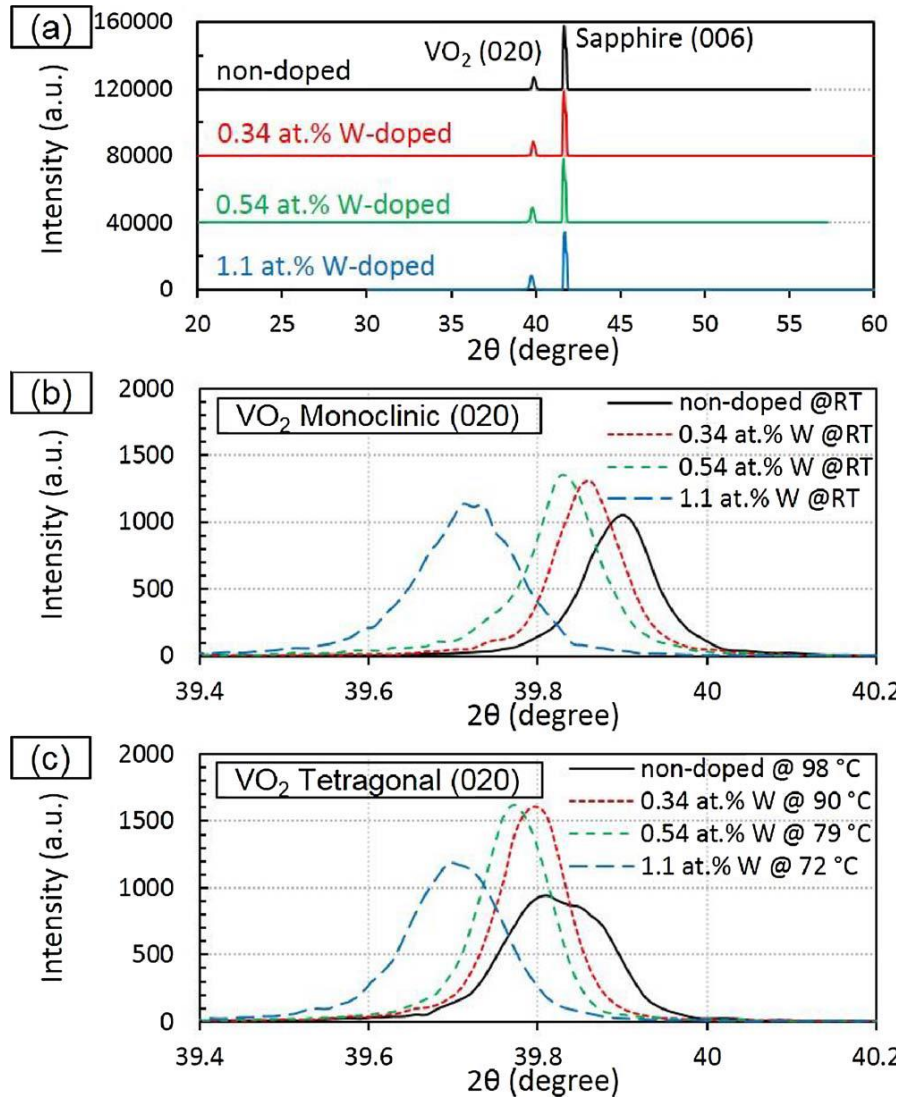 (a)
160000
120000
80000
40000
0
Intensity (a.u.)
non-doped
VO₂ (020)
Sapphire (006)
0.34 at.% W-doped
0.54 at.% W-doped
1.1 at.% W-doped
20 25 30 35 40 45 50 55 60
2θ (degree)
(b)
2000
1500
1000
500
0
Intensity (a.u.)
VO₂ Monoclinic (020)
non-doped @RT
0.34 at.% W @RT
0.54 at.% W @RT
1.1 at.% W @RT
39.4 39.6 39.8 40 40.2
2θ (degree)
(c)
2000
1500
1000
500
0
Intensity (a.u.)
VO₂ Tetragonal (020)
non-doped @ 98 °C
0.34 at.% W @ 90 °C
0.54 at.% W @ 79 °C
1.1 at.% W @ 72 °C
39.4 39.6 39.8 40 40.2
2θ (degree)